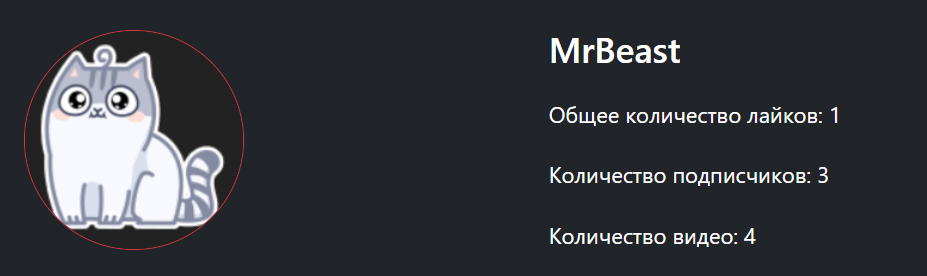 MrBeast
Общее количество лайков: 1
Количество подписчиков: 3
Количество видео: 4